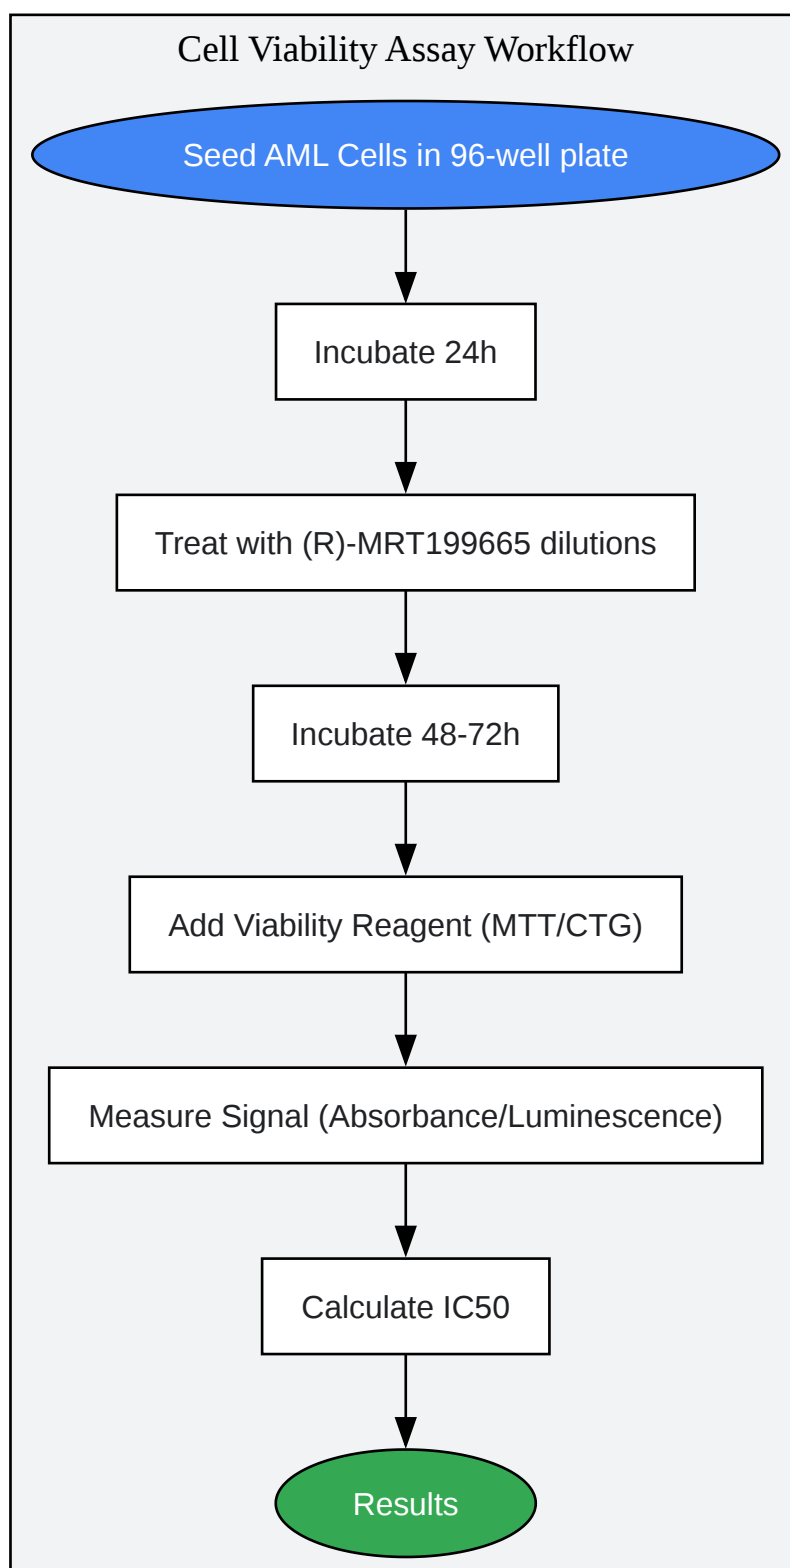 Cell Viability Assay Workflow
Seed AML Cells in 96-well plate
Incubate 24h
Treat with (R)-MRT199665 dilutions
Incubate 48-72h
Add Viability Reagent (MTT/CTG)
Measure Signal (Absorbance/Luminescence)
Calculate IC50
Results